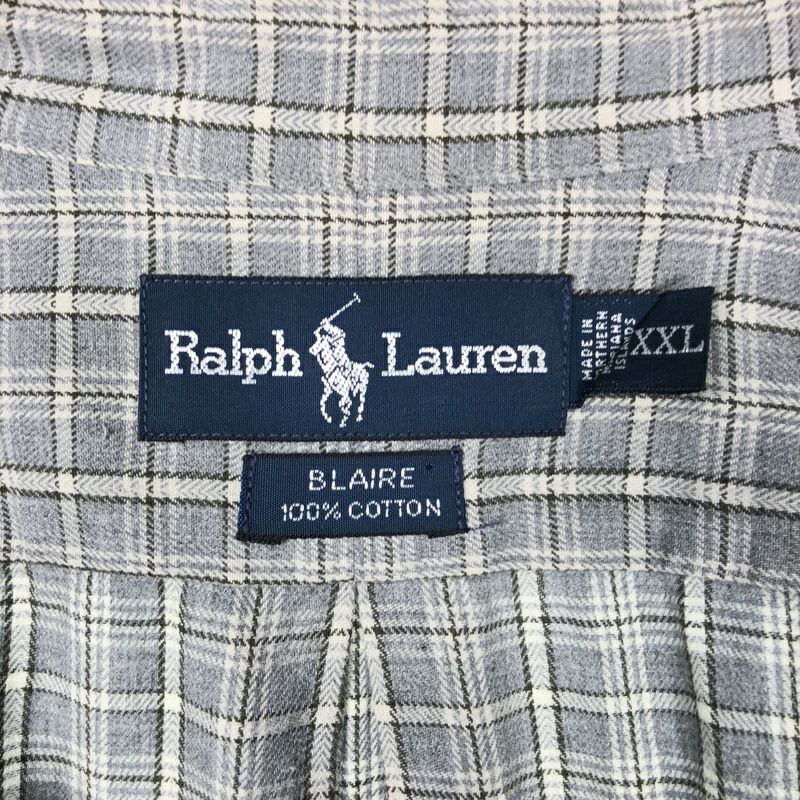 Ralph Lauren
MADE IN
NORTHERN
MARIANA
ISLANDS
XXL
BLAIRE
100% COTTON